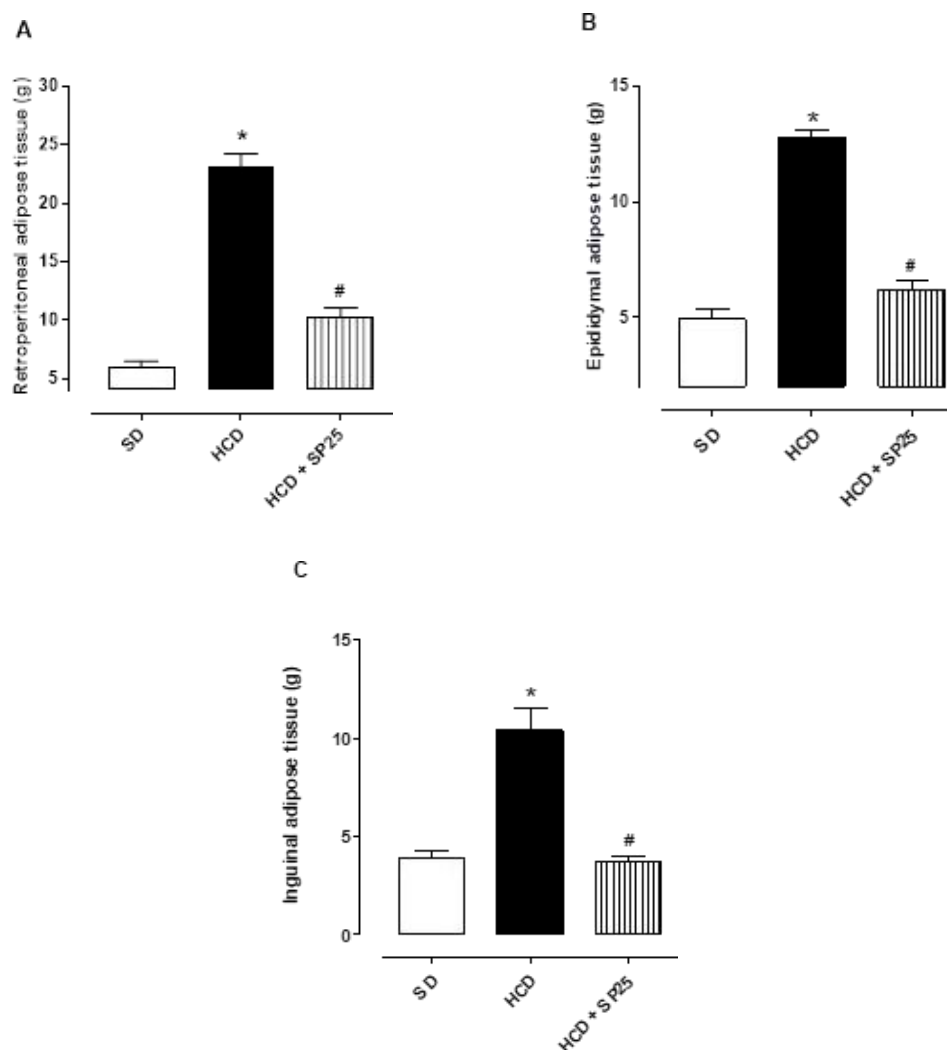 A
Retroperitoneal adipose tissue (g)
30
25
20
15
10
5
*
#
SD
HCD
HCD + SP25
B
Epididymal adipose tissue (g)
15
10
5
*
#
SD
HCD
HCD + SP25
C
Inguinal adipose tissue (g)
15
10
5
0
*
#
SD
HCD
HCD + SP25